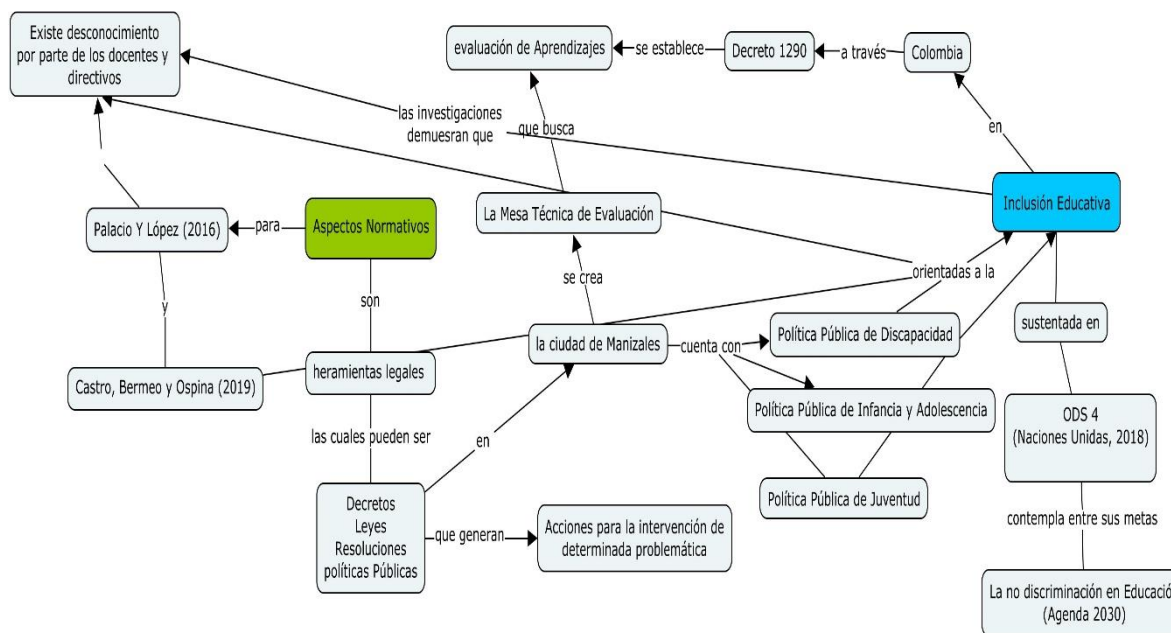 Existe desconocimiento
por parte de los docentes y
directivos
evaluación de Aprendizajes
se establece
Decreto 1290
a través
Colombia
las investigaciones
demuesran que
que busca
en
Inclusión Educativa
La Mesa Técnica de Evaluación
Palacio Y López (2016)
para
Aspectos Normativos
se crea
orientadas a la
y
son
sustentada en
la ciudad de Manizales
cuenta con
Política Pública de Discapacidad
Castro, Bermeo y Ospina (2019)
heramientas legales
Política Pública de Infancia y Adolescencia
ODS 4
(Naciones Unidas, 2018)
las cuales pueden ser
en
Política Pública de Juventud
Decretos
Leyes
Resoluciones
políticas Públicas
que generan
Acciones para la intervención de
determinada problemática
contempla entre sus metas
La no discriminación en Educació
(Agenda 2030)